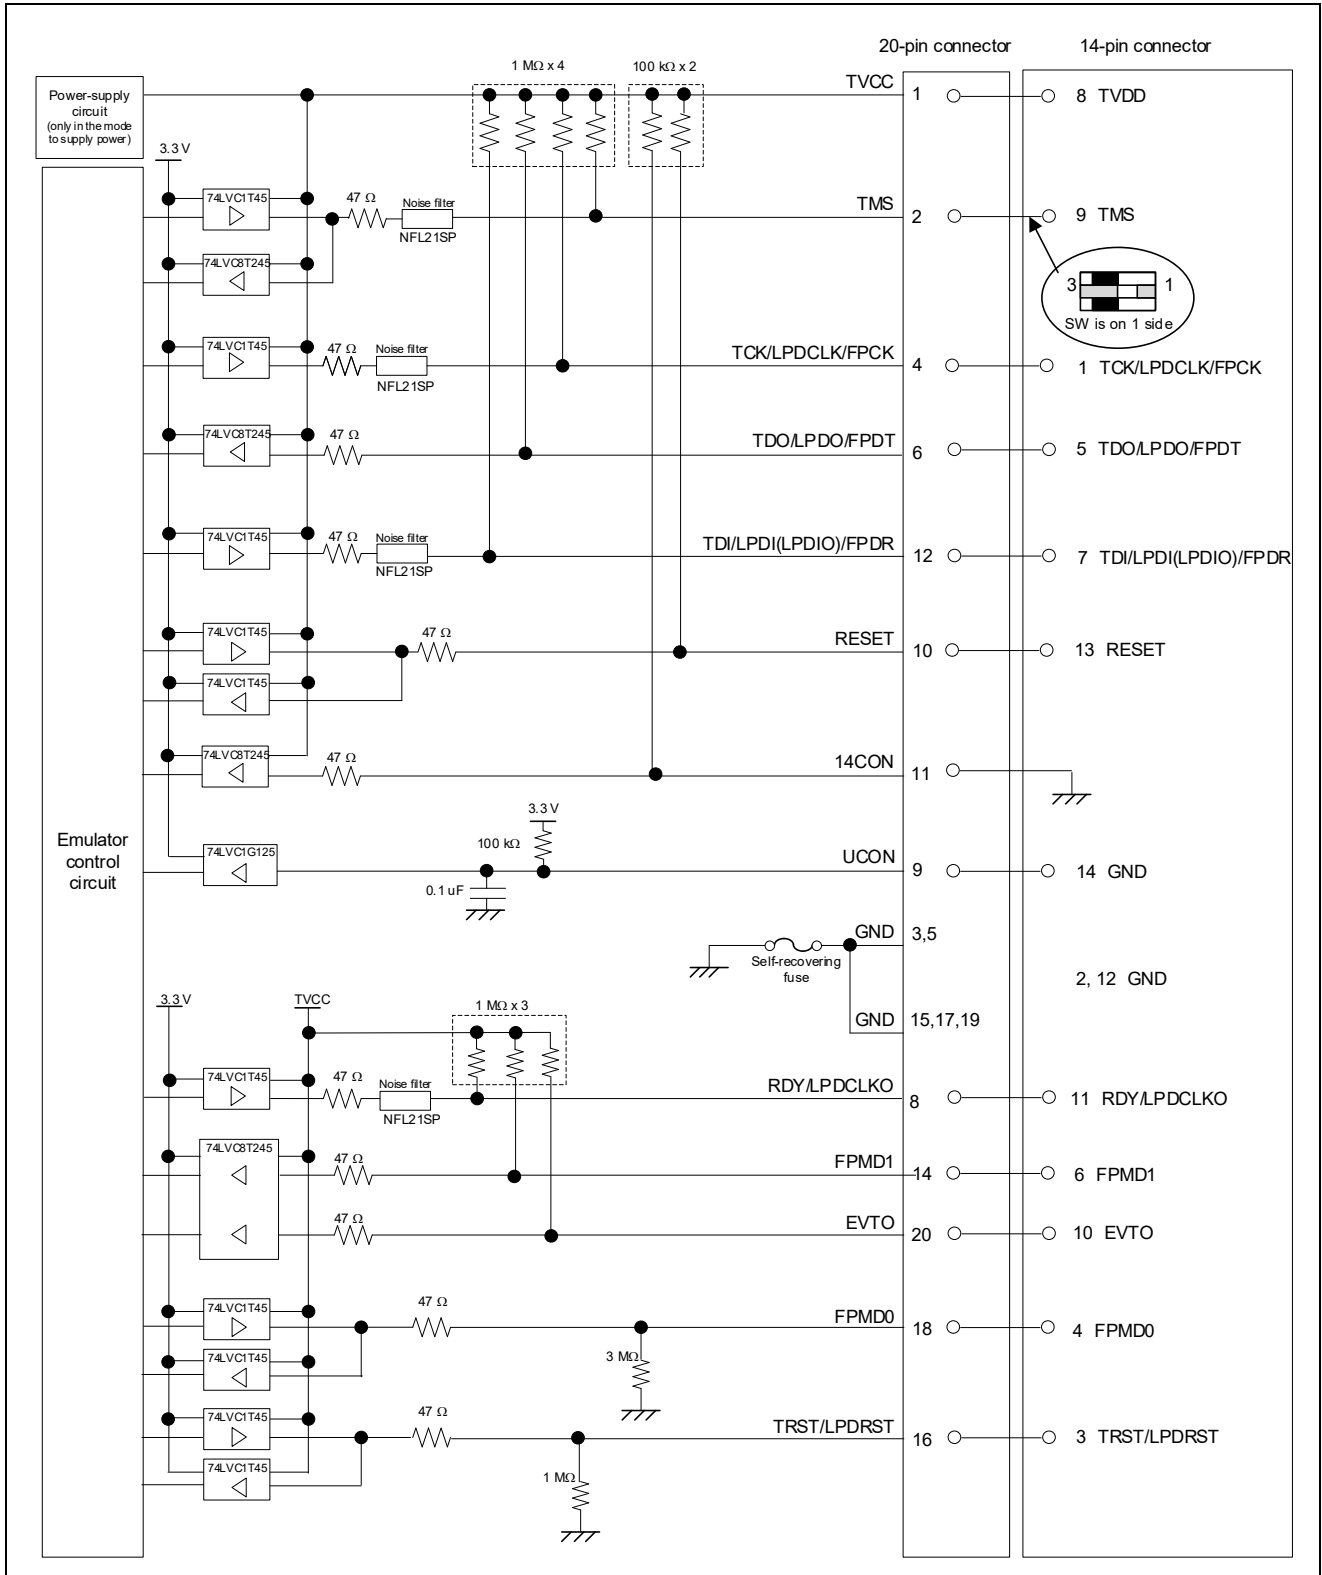 20-pin connector 14-pin connector
1 MΩ x 4 100 kΩ x 2
Power-supply
circuit
(only in the mode
to supply power)
TVCC 1 8 TVDD
3.3 V
74LVC1T45 47 Ω Noise filter TMS 2 9 TMS
NFL21SP
74LVC8T245
3 1
SW is on 1 side
74LVC1T45 47 Ω Noise filter TCK/LPDCLK/FPCK 4 1 TCK/LPDCLK/FPCK
NFL21SP
74LVC8T245 47 Ω TDO/LPDO/FPDT 6 5 TDO/LPDO/FPDT
74LVC1T45 47 Ω Noise filter TDI/LPDI(LPDIO)/FPDR 12 7 TDI/LPDI(LPDIO)/FPDR
NFL21SP
74LVC1T45 47 Ω RESET 10 13 RESET
74LVC1T45
74LVC8T245 47 Ω 14CON 11
3.3 V
Emulator
control
circuit
74LVC1G125 100 kΩ UCON 9 14 GND
0.1 uF
GND 3,5
Self-recovering
fuse
2, 12 GND
3.3 V TVCC 1 MΩ x 3
GND 15,17,19
74LVC1T45 47 Ω Noise filter RDY/LPDCLKO 8 11 RDY/LPDCLKO
NFL21SP
74LVC8T245 47 Ω FPMD1 14 6 FPMD1
47 Ω EVTO 20 10 EVTO
74LVC1T45 47 Ω FPMD0 18 4 FPMD0
74LVC1T45 3 MΩ
74LVC1T45 47 Ω TRST/LPDRST 16 3 TRST/LPDRST
74LVC1T45 1 MΩ